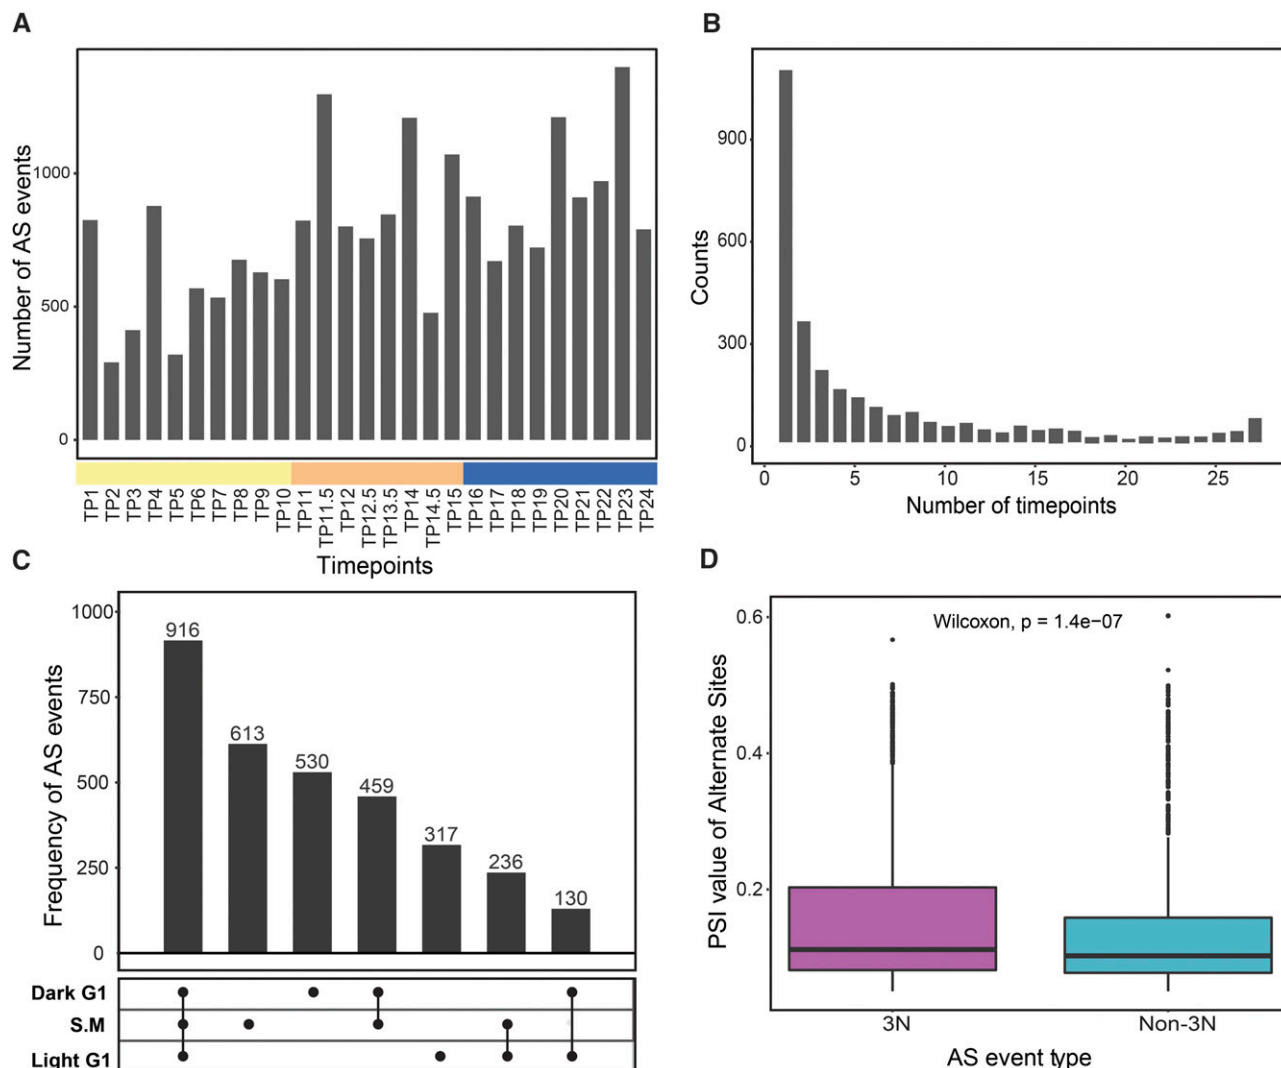 A
Number of AS events
1000
500
0
TP1 TP2 TP3 TP4 TP5 TP6 TP7 TP8 TP9 TP10 TP11 TP11.5 TP12 TP12.5 TP13.5 TP14 TP14.5 TP15 TP16 TP17 TP18 TP19 TP20 TP21 TP22 TP23 TP24
Timepoints
B
Counts
900
600
300
0
0 5 10 15 20 25
Number of timepoints
C
Frequency of AS events
1000
750
500
250
0
916 613 530 459 317 236 130
Dark G1
S.M
Light G1
D
PSI value of Alternate Sites
0.6
0.4
0.2
Wilcoxon, p = 1.4e−07
3N Non-3N
AS event type